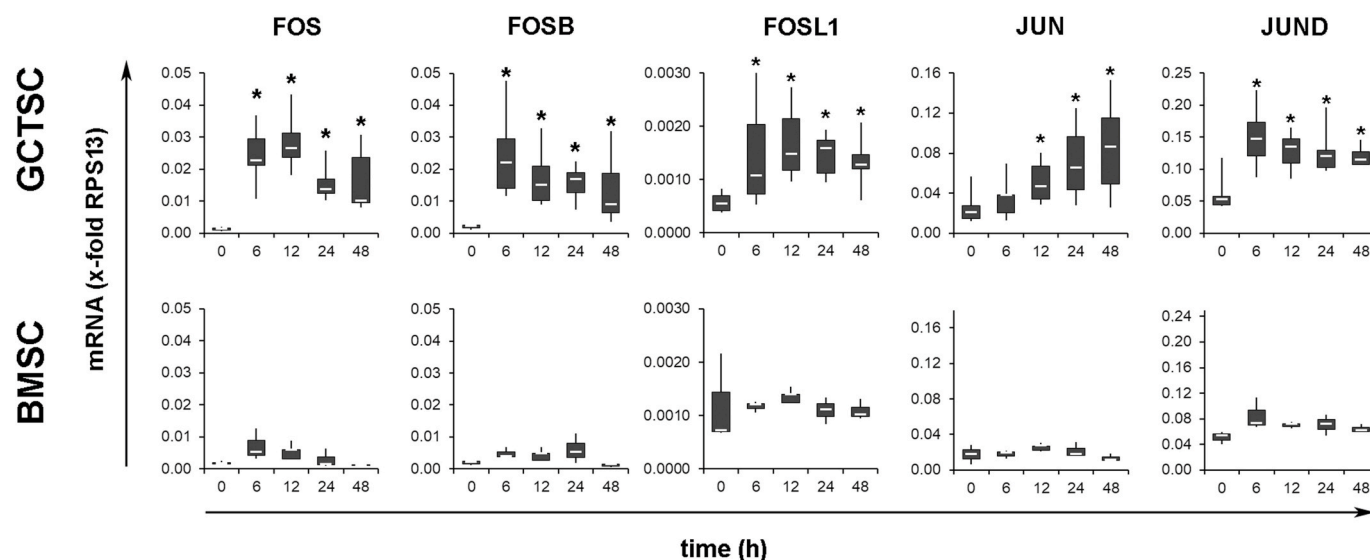 FOS FOSB FOSL1 JUN JUND
GCTSC
mRNA (x-fold RPS13)
0.05 0.05 0.0030 0.16 0.25
* * * * * * * * * * * * * * * * * * *
0.04 0.04 0.12 0.20
0.03 0.03 0.0020 0.15
0.02 0.02 0.08 0.10
0.01 0.01 0.0010 0.04 0.05
0.00 0.00 0.0000 0.00 0.00
0 6 12 24 48 0 6 12 24 48 0 6 12 24 48 0 6 12 24 48 0 6 12 24 48
BMSC
0.05 0.05 0.0030 0.16 0.24
0.04 0.04 0.12 0.20
0.03 0.03 0.0020 0.16
0.02 0.02 0.08 0.12
0.01 0.01 0.0010 0.04 0.08
0.04
0.00 0.00 0.0000 0.00 0.00
0 6 12 24 48 0 6 12 24 48 0 6 12 24 48 0 6 12 24 48 0 6 12 24 48
time (h)